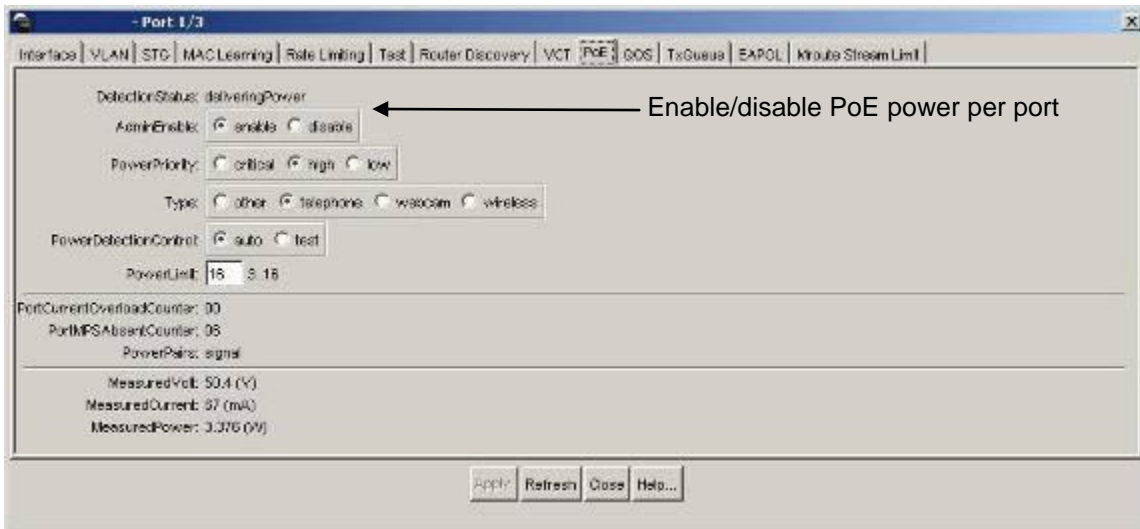 - Port 1/3
Interface VLAN STG MAC Learning Rate Limiting Test Router Discovery VCT PoE QOS TxQueue EAPOL Mroute Stream Limit
DetectionStatus: deliveringPower
Enable/disable PoE power per port
AdminEnable: enable disable
PowerPriority: critical high low
Type: other telephone webcam wireless
PowerDetectionControl: auto test
PowerLimit: 16 3..16
PortCurrentOverloadCounter: 00
PortMPSAbsentCounter: 06
PowerPairs: signal
MeasuredVolt: 50.4 (V)
MeasuredCurrent: 67 (mA)
MeasuredPower: 3.376 (W)
Apply Refresh Close Help...